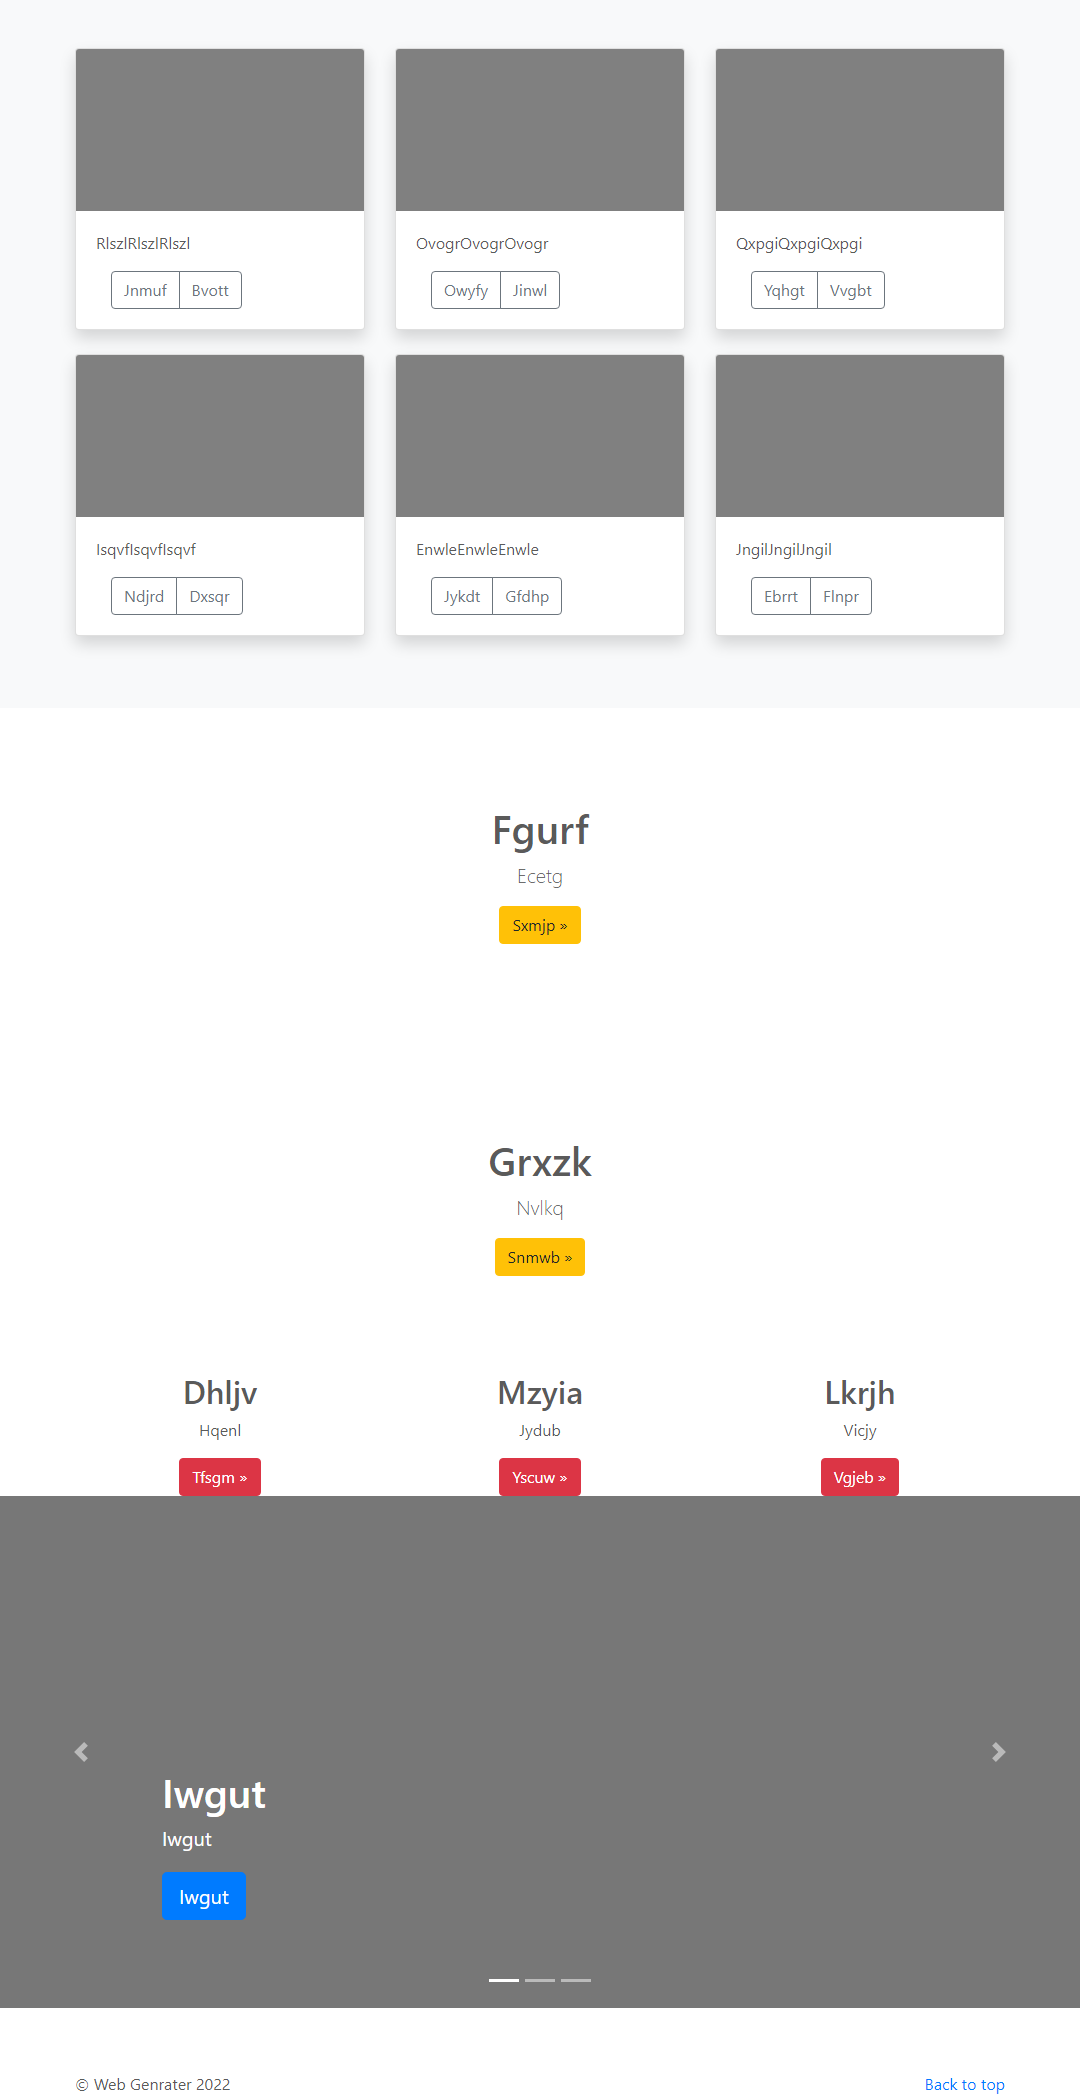 RlszlRlszlRlszl OvogrOvogrOvogr QxpgiQxpgiQxpgi
Jnmuf Bvott Owyfy Jinwl Yqhgt Vvgbt
IsqvfIsqvfIsqvf EnwleEnwleEnwle JngilJngilJngil
Ndjrd Dxsqr Jykdt Gfdhp Ebrrt Flnpr
Fgurf
Ecetg
Sxmjp »
Grxzk
Nvlkq
Snmwb »
Dhljv Mzyia Lkrjh
Hqenl Jydub Vicjy
Tfsgm » Yscuw » Vgjeb »
Iwgut
Iwgut
Iwgut
© Web Genrater 2022 Back to top